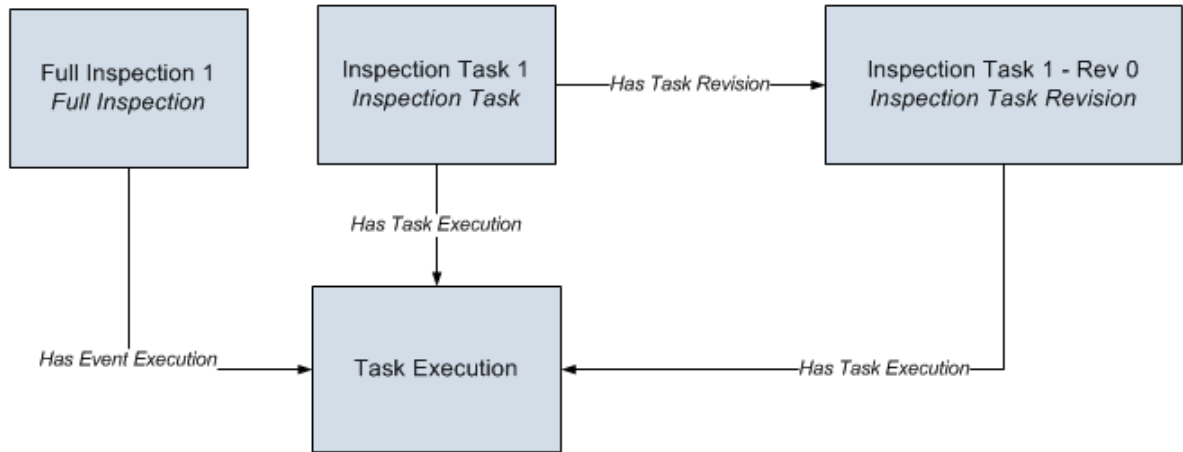 Full Inspection 1
Full Inspection
Inspection Task 1
Inspection Task
Has Task Revision
Inspection Task 1 - Rev 0
Inspection Task Revision
Has Task Execution
Has Event Execution
Task Execution
Has Task Execution